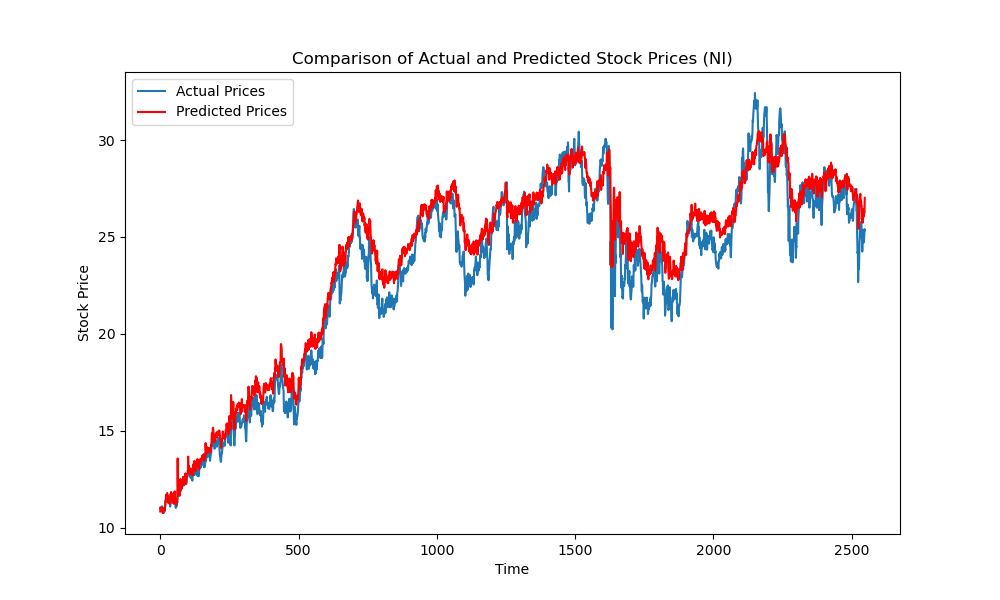 Comparison of Actual and Predicted Stock Prices (NI)
Actual Prices
Predicted Prices
Stock Price
30
25
20
15
10
0
500
1000
1500
2000
2500
Time